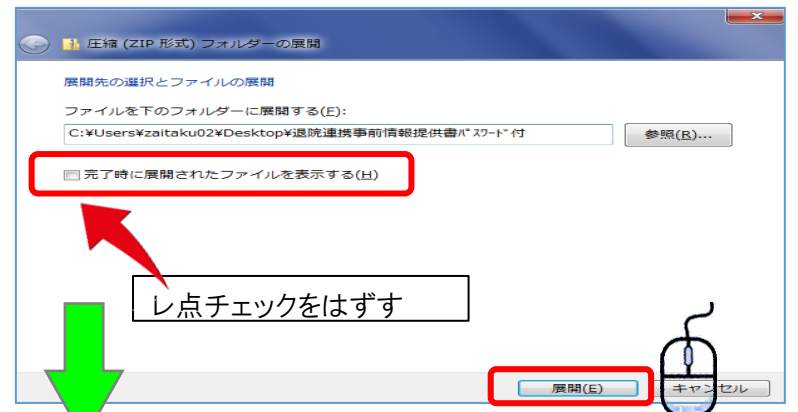 圧縮 (ZIP 形式) フォルダーの展開
展開先の選択とファイルの展開
ファイルを下のフォルダーに展開する(F):
C:¥Users¥zaitaku02¥Desktop¥退院連携事前情報提供書ﾊﾟｽﾜｰﾄﾞ付
参照(R)...
完了時に展開されたファイルを表示する(H)
レ点チェックをはずす
展開(E)
キャンセル